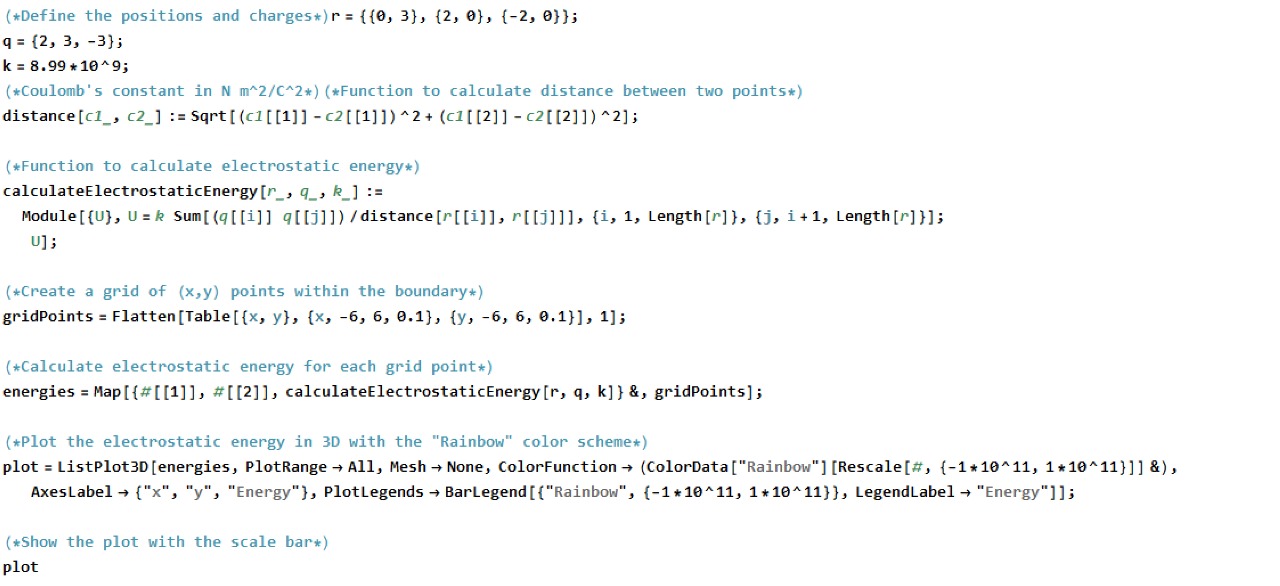 (*Define the positions and charges*)r = {{0, 3}, {2, 0}, {-2, 0}};
q = {2, 3, -3};
k = 8.99*10^9;
(*Coulomb's constant in N m^2/C^2*)(*Function to calculate distance between two points*)
distance[c1_, c2_] := Sqrt[(c1[[1]] - c2[[1]])^2 + (c1[[2]] - c2[[2]])^2];
(*Function to calculate electrostatic energy*)
calculateElectrostaticEnergy[r_, q_, k_] :=
Module[{U}, U = k Sum[(q[[i]] q[[j]])/distance[r[[i]], r[[j]]], {i, 1, Length[r]}, {j, i + 1, Length[r]}];
U];
(*Create a grid of (x,y) points within the boundary*)
gridPoints = Flatten[Table[{x, y}, {x, -6, 6, 0.1}, {y, -6, 6, 0.1}], 1];
(*Calculate electrostatic energy for each grid point*)
energies = Map[{#[[1]], #[[2]], calculateElectrostaticEnergy[r, q, k]} &, gridPoints];
(*Plot the electrostatic energy in 3D with the "Rainbow" color scheme*)
plot = ListPlot3D[energies, PlotRange → All, Mesh → None, ColorFunction → (ColorData["Rainbow"][Rescale[#, {-1*10^11, 1*10^11}]] &),
AxesLabel → {"x", "y", "Energy"}, PlotLegends → BarLegend[{"Rainbow", {-1*10^11, 1*10^11}}, LegendLabel → "Energy"]];
(*Show the plot with the scale bar*)
plot